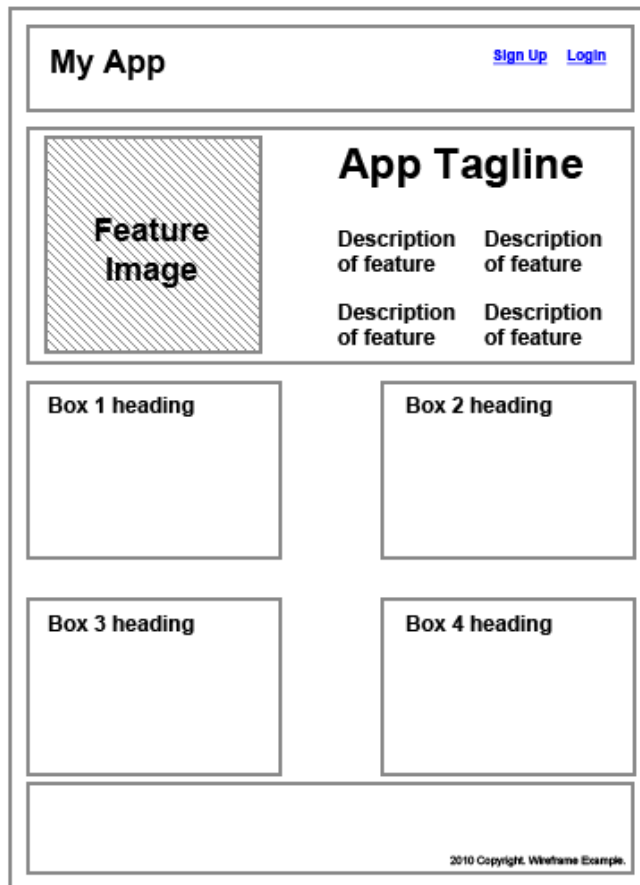 My App
Sign Up Login
App Tagline
Feature
Image
Description Description
of feature of feature
Description Description
of feature of feature
Box 1 heading
Box 2 heading
Box 3 heading
Box 4 heading
2010 Copyright. Wireframe Example.